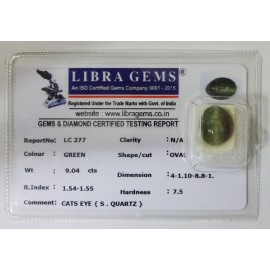 LIBRA GEMS®
An ISO Certified Gems Company 9001 - 2015
Registered Under the Trade Marks with Govt. of India
website : www.libragems.co.in
GEMS & DIAMOND CERTIFIED TESTING REPORT
ReportNo: LC 277 Clarity : N/A
Colour : GREEN Shape/cut : OVAL
Wt : 9.04 cts Dimension : 4-1.10-8.8-1.
R.Index : 1.54-1.55 Hardness : 7.5
Comment : CATS EYE { S . QUARTZ }